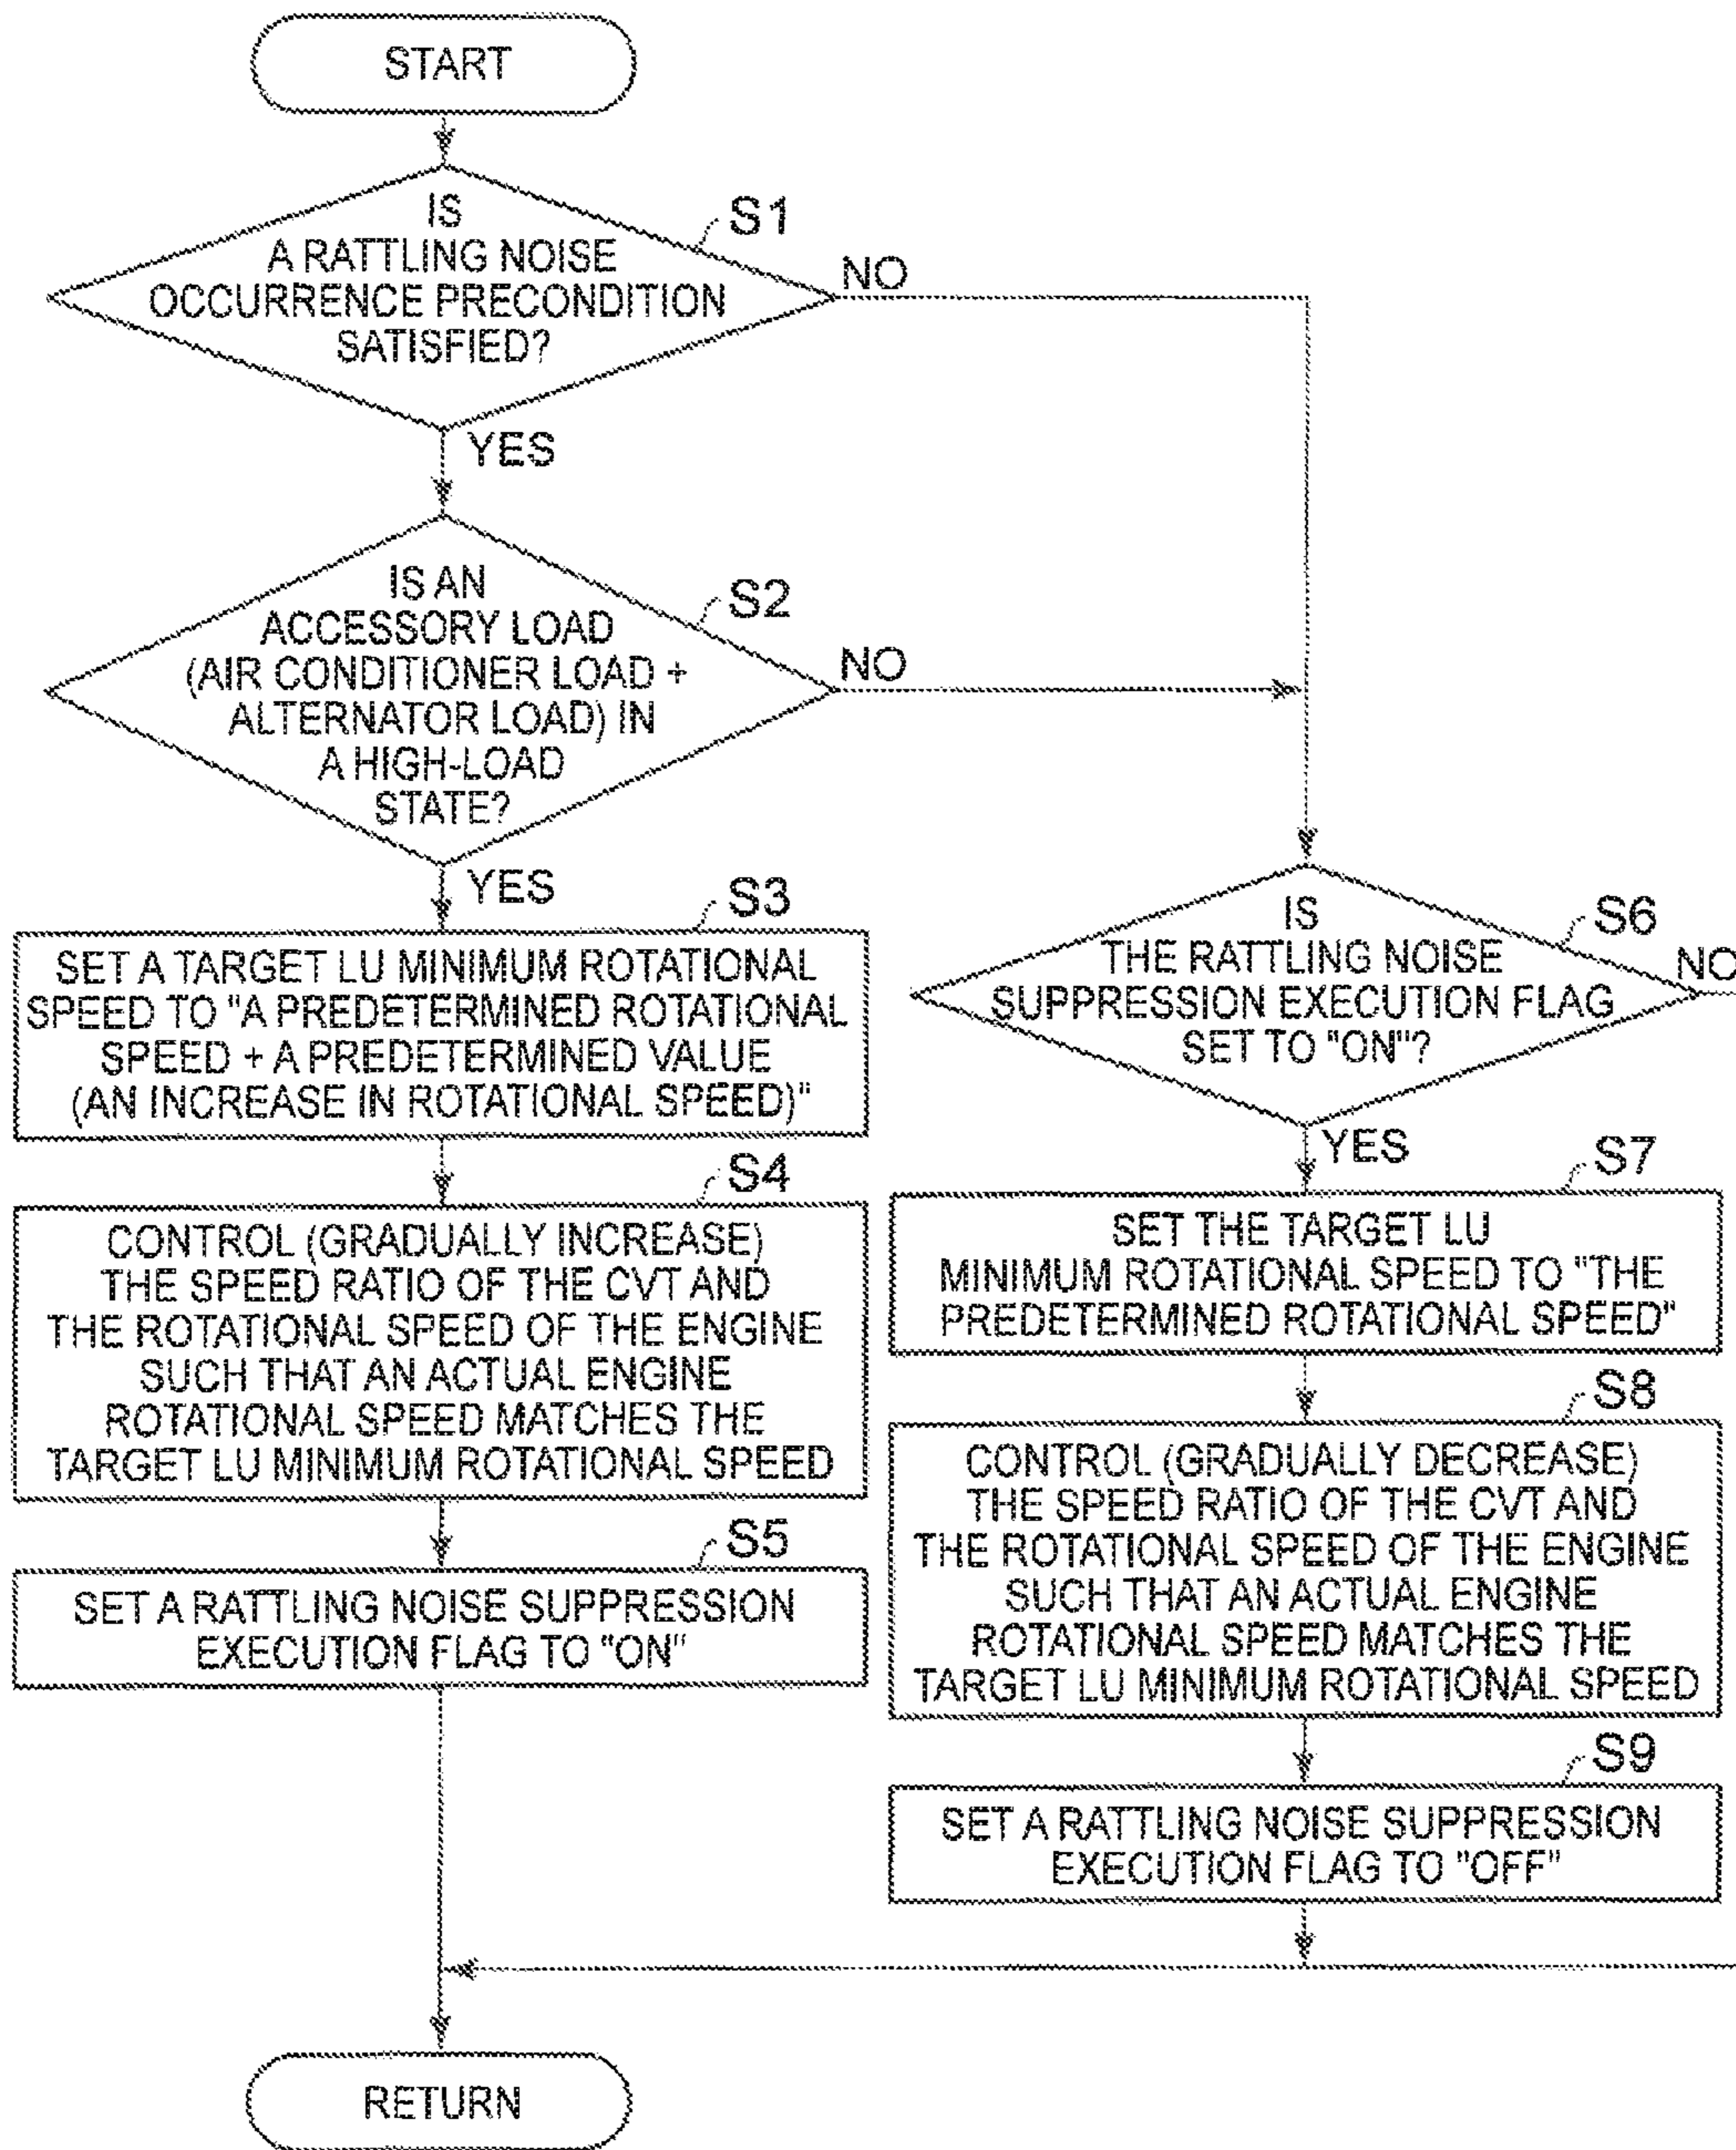 START
IS
A RATTLING NOISE
OCCURRENCE PRECONDITION
SATISFIED?
S1
NO
YES
IS AN
ACCESSORY LOAD
(AIR CONDITIONER LOAD +
ALTERNATOR LOAD) IN
A HIGH-LOAD
STATE?
S2
NO
YES
S3
SET A TARGET LU MINIMUM ROTATIONAL
SPEED TO "A PREDETERMINED ROTATIONAL
SPEED + A PREDETERMINED VALUE
(AN INCREASE IN ROTATIONAL SPEED)"
S4
CONTROL (GRADUALLY INCREASE)
THE SPEED RATIO OF THE CVT AND
THE ROTATIONAL SPEED OF THE ENGINE
SUCH THAT AN ACTUAL ENGINE
ROTATIONAL SPEED MATCHES THE
TARGET LU MINIMUM ROTATIONAL SPEED
S5
SET A RATTLING NOISE SUPPRESSION
EXECUTION FLAG TO "ON"
IS
THE RATTLING NOISE
SUPPRESSION EXECUTION FLAG
SET TO "ON"?
S6
NO
YES
S7
SET THE TARGET LU
MINIMUM ROTATIONAL SPEED TO "THE
PREDETERMINED ROTATIONAL SPEED"
S8
CONTROL (GRADUALLY DECREASE)
THE SPEED RATIO OF THE CVT AND
THE ROTATIONAL SPEED OF THE ENGINE
SUCH THAT AN ACTUAL ENGINE
ROTATIONAL SPEED MATCHES THE
TARGET LU MINIMUM ROTATIONAL SPEED
S9
SET A RATTLING NOISE SUPPRESSION
EXECUTION FLAG TO "OFF"
RETURN